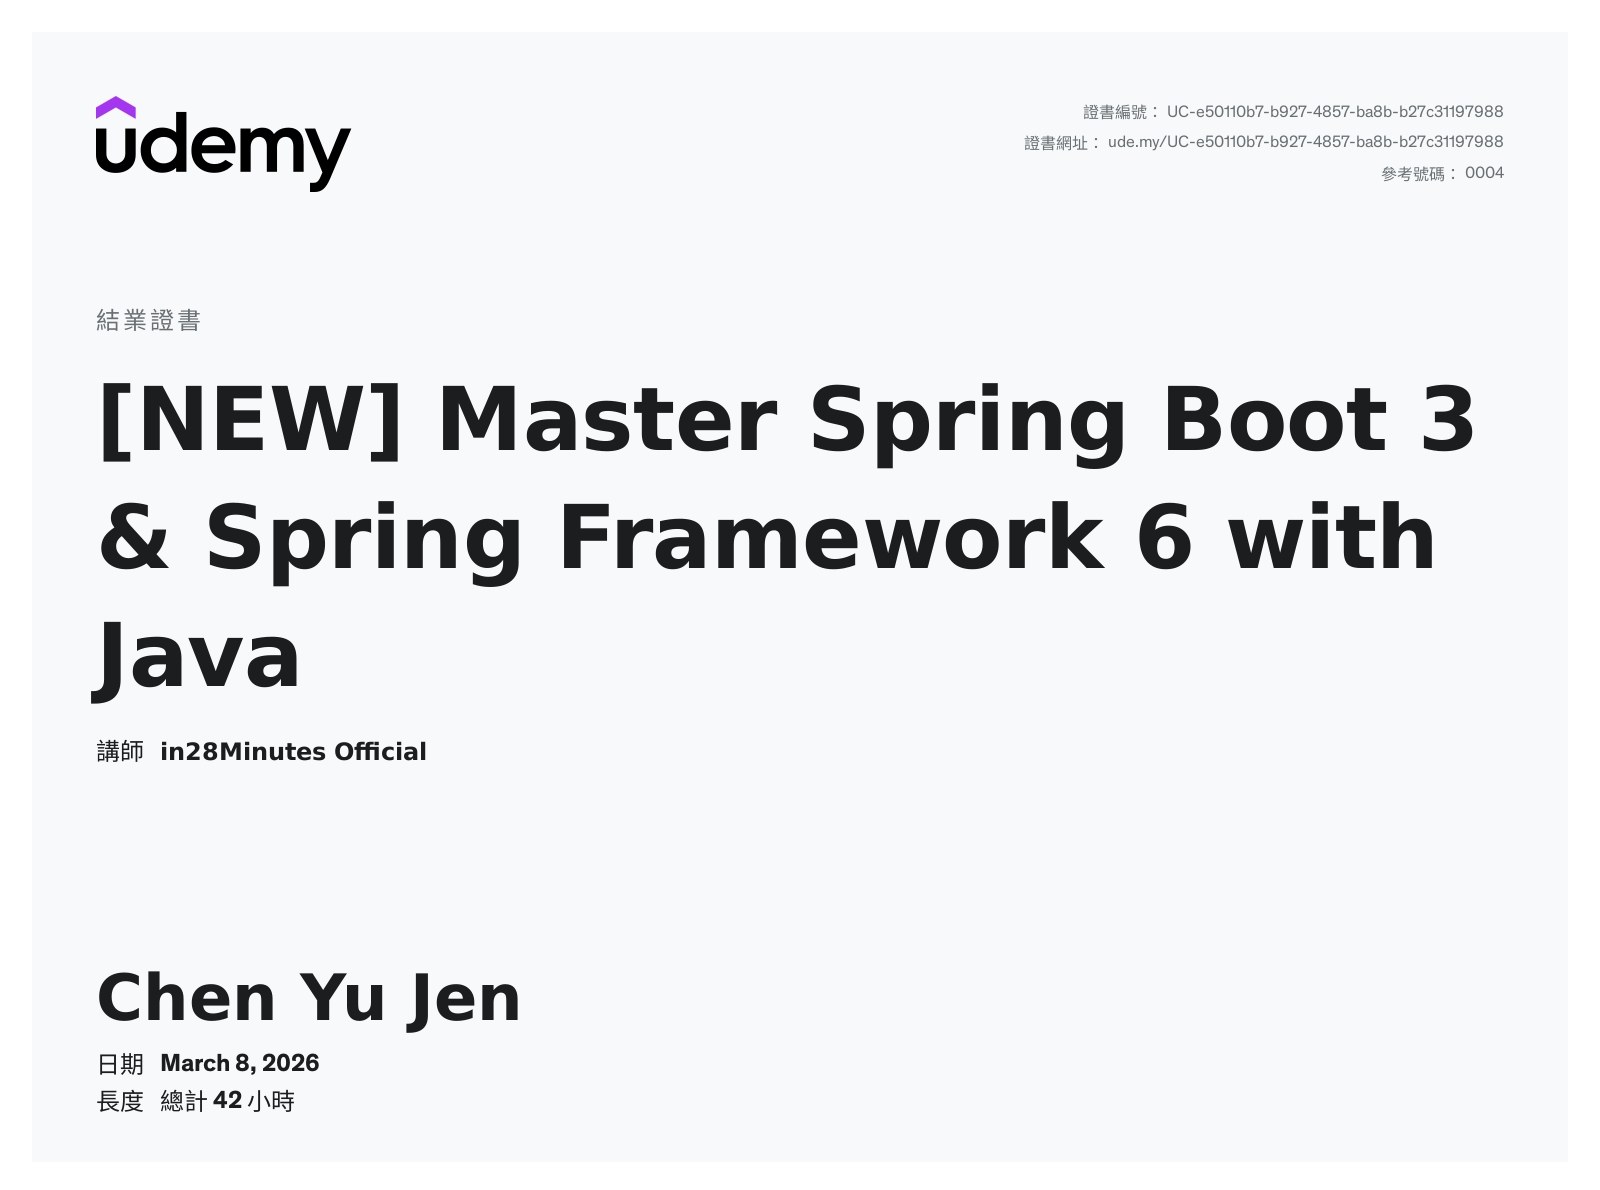 udemy
證書編號： UC-e50110b7-b927-4857-ba8b-b27c31197988
證書網址： ude.my/UC-e50110b7-b927-4857-ba8b-b27c31197988
參考號碼： 0004
結業證書
[NEW] Master Spring Boot 3
& Spring Framework 6 with
Java
講師 in28Minutes Official
Chen Yu Jen
日期 March 8, 2026
長度 總計 42 小時